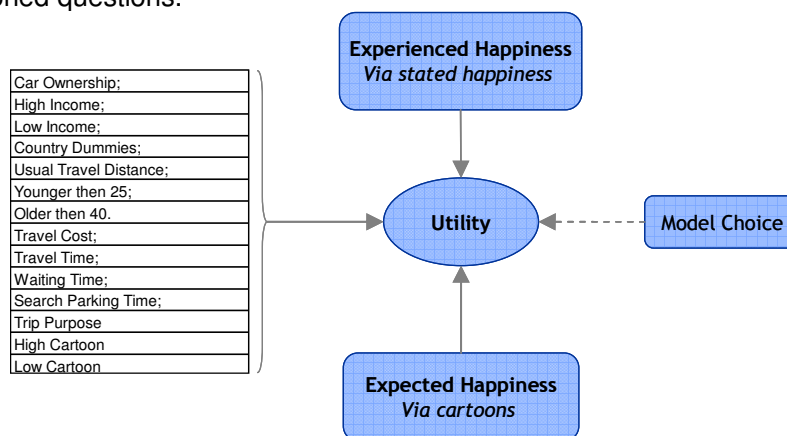 oned questions.
Experienced Happiness
Via stated happiness
Car Ownership;
High Income;
Low Income;
Country Dummies;
Usual Travel Distance;
Younger then 25;
Older then 40.
Travel Cost;
Travel Time;
Waiting Time;
Search Parking Time;
Trip Purpose
High Cartoon
Low Cartoon
Utility
Model Choice
Expected Happiness
Via cartoons